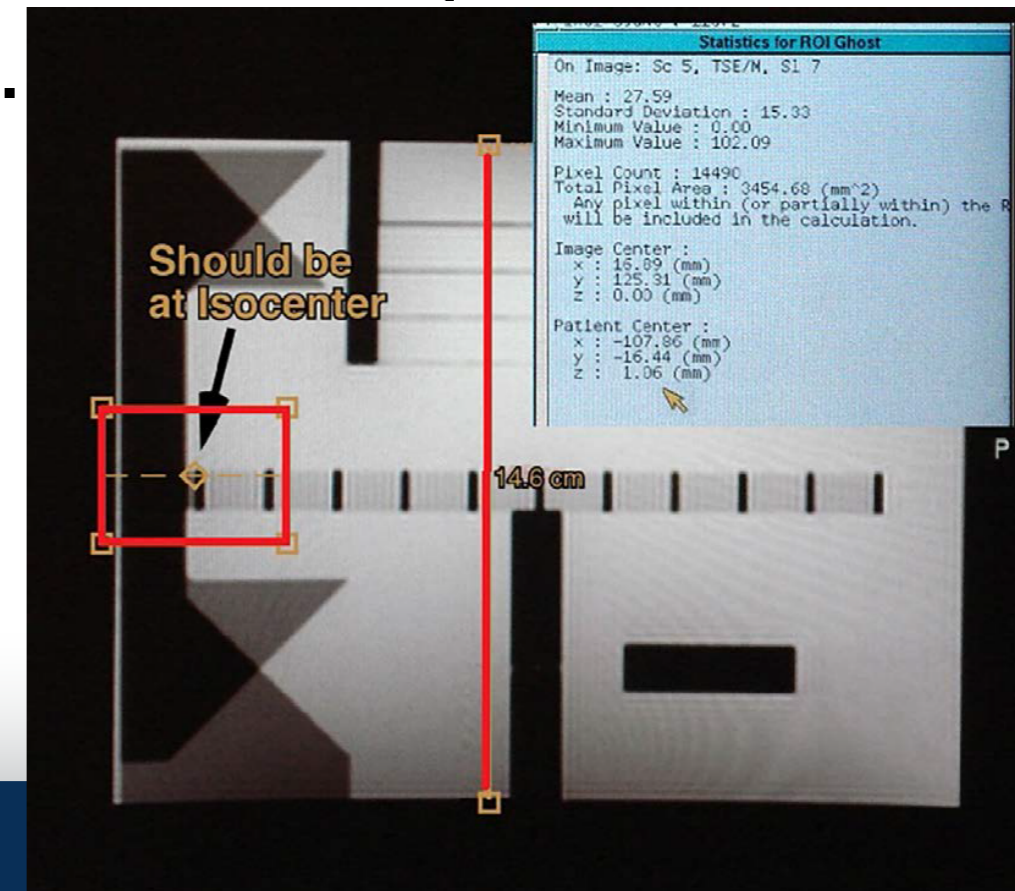 Statistics for ROI Ghost
On Image: Sc 5, TSE/M, Sl 7
Mean : 27.59
Standard Deviation : 15.33
Minimum Value : 0.00
Maximum Value : 102.09
Pixel Count : 14490
Total Pixel Area : 3454.68 (mm^2)
Any pixel within (or partially within) the R
will be included in the calculation.
Image Center :
x : 16.89 (mm)
y : 125.31 (mm)
z : 0.00 (mm)
Patient Center :
x : -107.86 (mm)
y : -16.44 (mm)
z : 1.06 (mm)
Should be
at Isocenter
P
14.6 cm